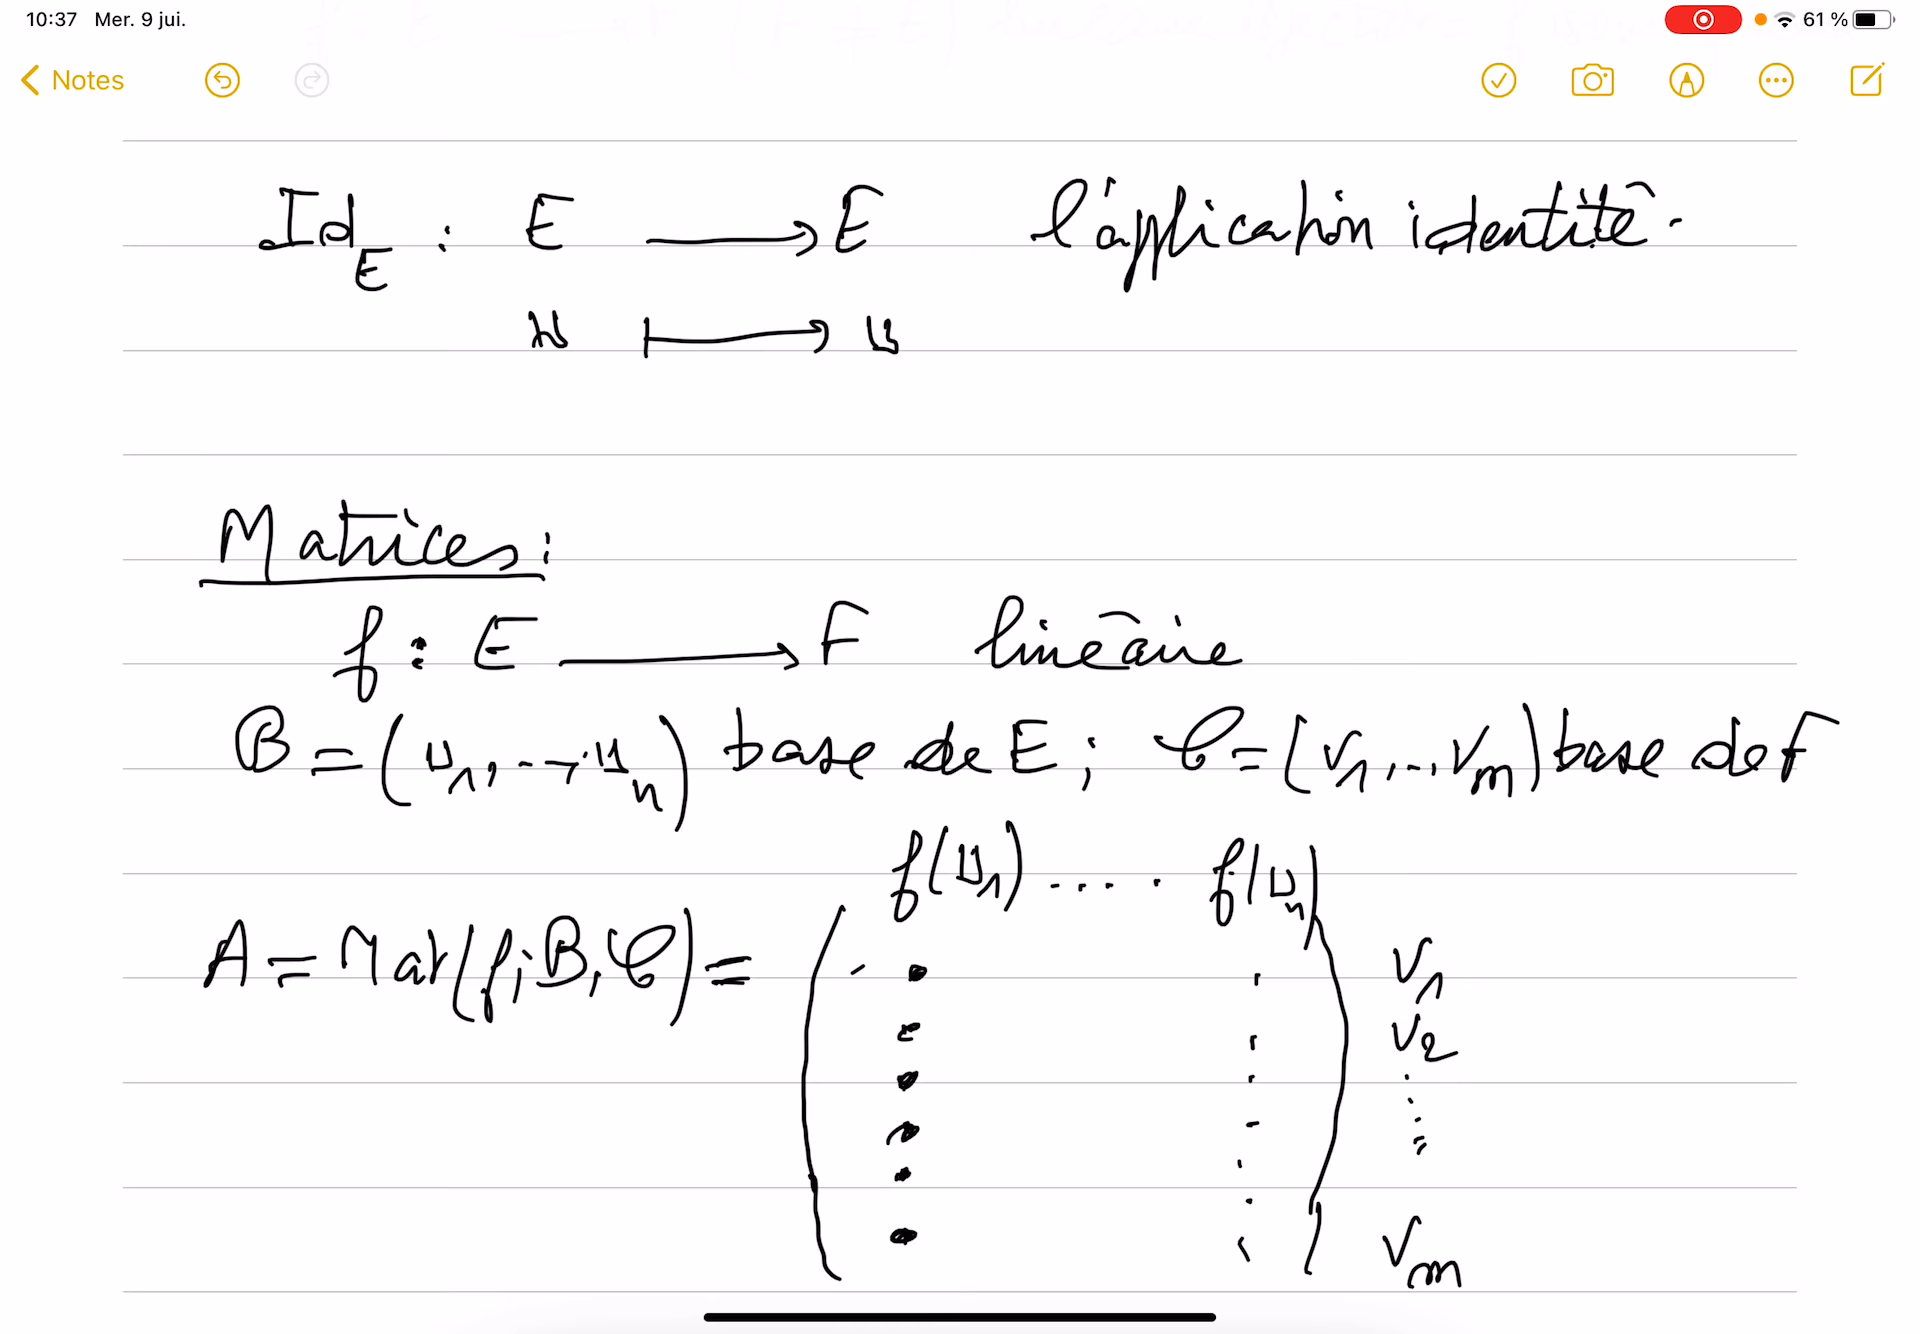 10:37 Mer. 9 jui. 61 %
Notes
Id_E : E ⟶ E l'application identité.
u ⟼ u
Matrices :
f : E ⟶ F linéaire
B = (u_1, ..., u_n) base de E ; C = (v_1, ..., v_m) base de F
f(u_1) ..... f(u_n)
A = Mat(f; B, C) = ( ) v_1
v_2
⋮
v_m